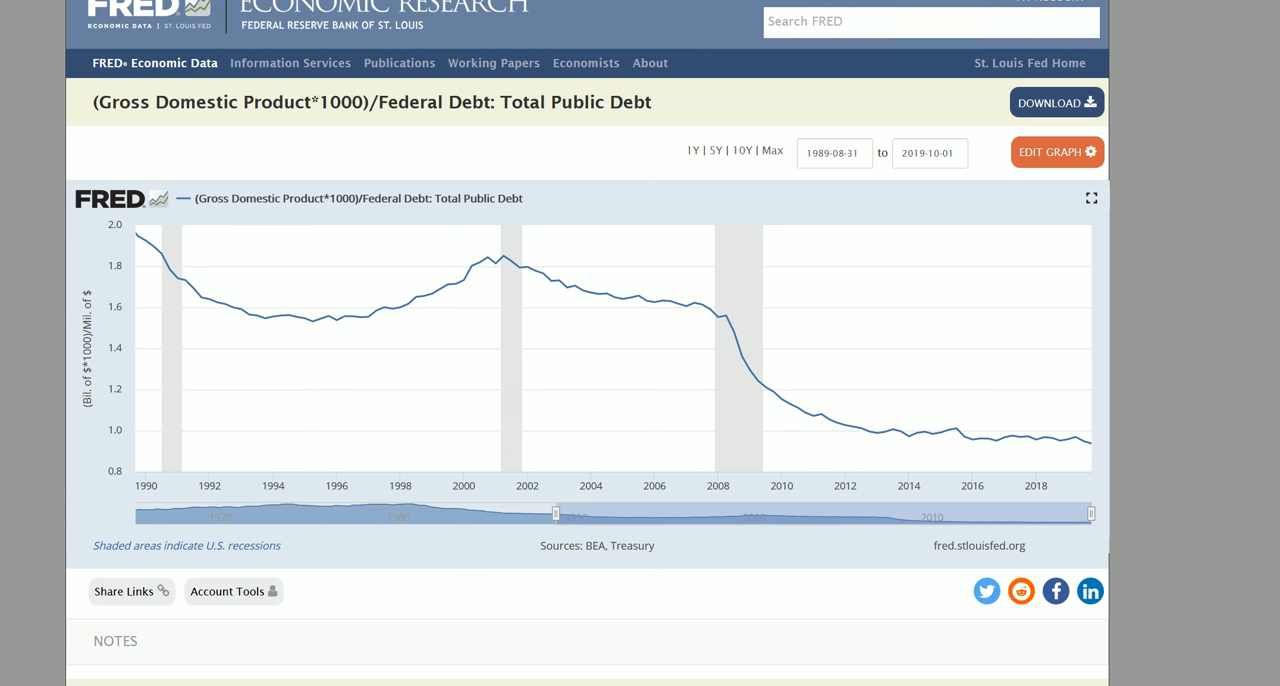 FRED
ECONOMIC RESEARCH
ECONOMIC DATA | ST. LOUIS FED
FEDERAL RESERVE BANK OF ST. LOUIS
Search FRED
FRED® Economic Data Information Services Publications Working Papers Economists About St. Louis Fed Home
(Gross Domestic Product*1000)/Federal Debt: Total Public Debt
DOWNLOAD
1Y | 5Y | 10Y | Max 1989-08-31 to 2019-10-01
EDIT GRAPH
FRED (Gross Domestic Product*1000)/Federal Debt: Total Public Debt
(Bil. of $*1000)/Mil. of $
2.0
1.8
1.6
1.4
1.2
1.0
0.8
1990 1992 1994 1996 1998 2000 2002 2004 2006 2008 2010 2012 2014 2016 2018
1970 1980 1990 2000 2010
Shaded areas indicate U.S. recessions Sources: BEA, Treasury fred.stlouisfed.org
Share Links Account Tools
NOTES